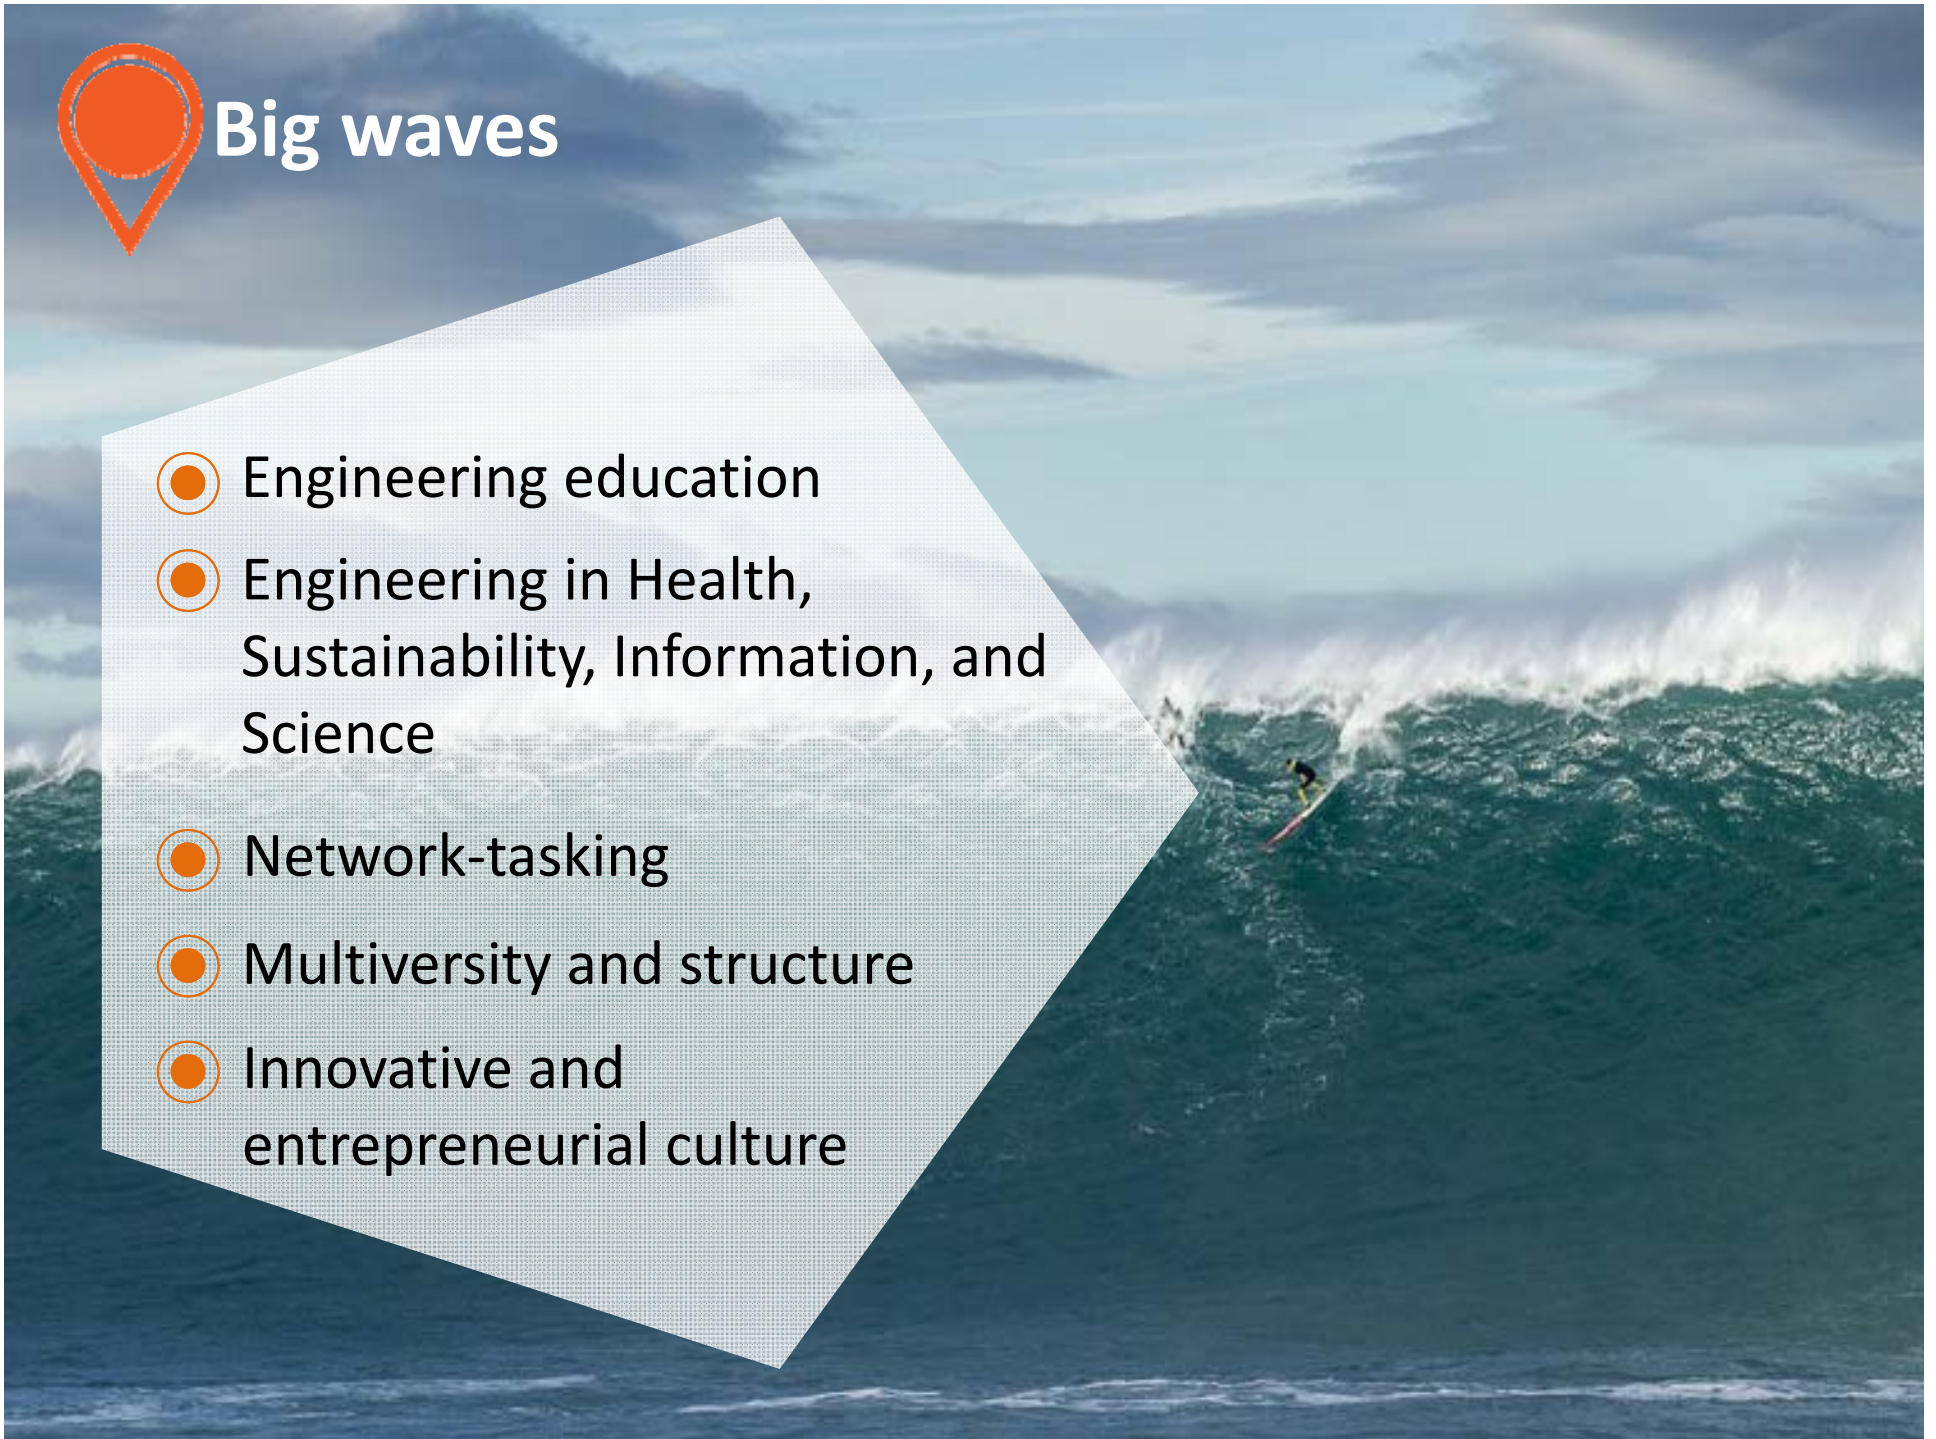 Big waves
Engineering education
Engineering in Health,
Sustainability, Information, and
Science
Network-tasking
Multiversity and structure
Innovative and
entrepreneurial culture